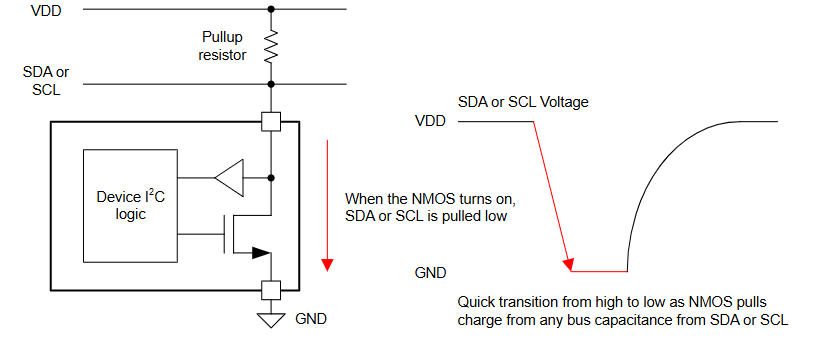 VDD
Pullup
resistor
SDA or
SCL
Device I²C
logic
When the NMOS turns on,
SDA or SCL is pulled low
GND
SDA or SCL Voltage
VDD
GND
Quick transition from high to low as NMOS pulls
charge from any bus capacitance from SDA or SCL